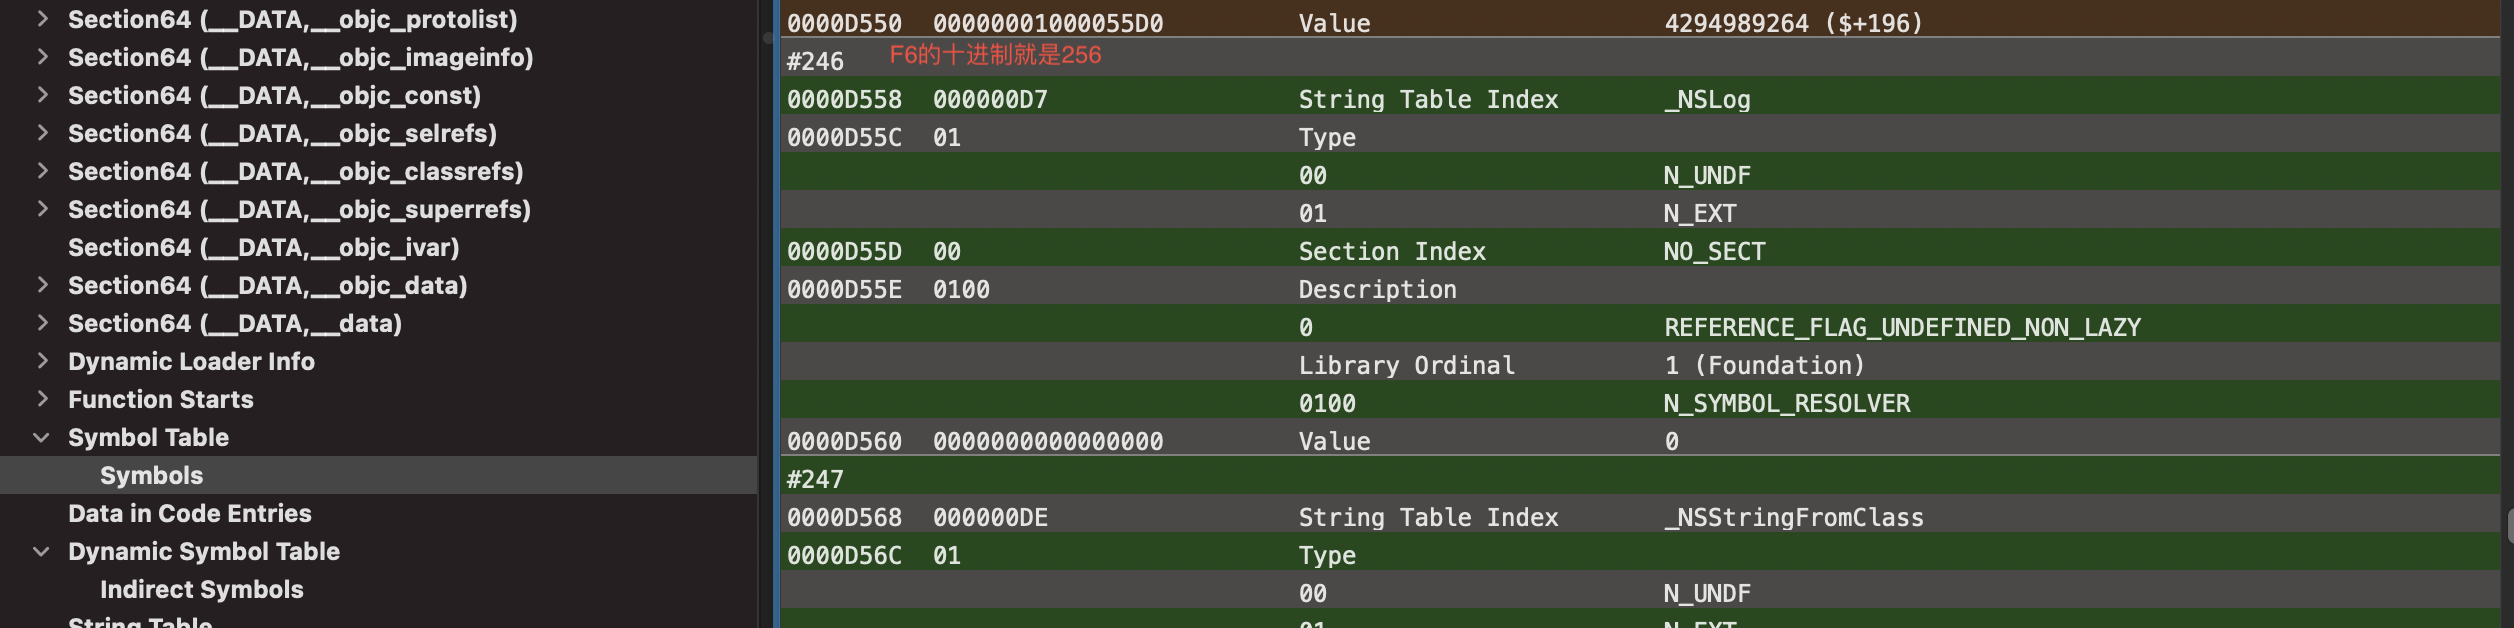 Section64 (__DATA,__objc_protolist)
Section64 (__DATA,__objc_imageinfo)
Section64 (__DATA,__objc_const)
Section64 (__DATA,__objc_selrefs)
Section64 (__DATA,__objc_classrefs)
Section64 (__DATA,__objc_superrefs)
Section64 (__DATA,__objc_ivar)
Section64 (__DATA,__objc_data)
Section64 (__DATA,__data)
Dynamic Loader Info
Function Starts
Symbol Table
Symbols
Data in Code Entries
Dynamic Symbol Table
Indirect Symbols
String Table
0000D550 00000001000055D0 Value 4294989264 ($+196)
#246 F6的十进制就是256
0000D558 000000D7 String Table Index _NSLog
0000D55C 01 Type
00 N_UNDF
01 N_EXT
0000D55D 00 Section Index NO_SECT
0000D55E 0100 Description
0 REFERENCE_FLAG_UNDEFINED_NON_LAZY
Library Ordinal 1 (Foundation)
0100 N_SYMBOL_RESOLVER
0000D560 0000000000000000 Value 0
#247
0000D568 000000DE String Table Index _NSStringFromClass
0000D56C 01 Type
00 N_UNDF
01 N_EXT